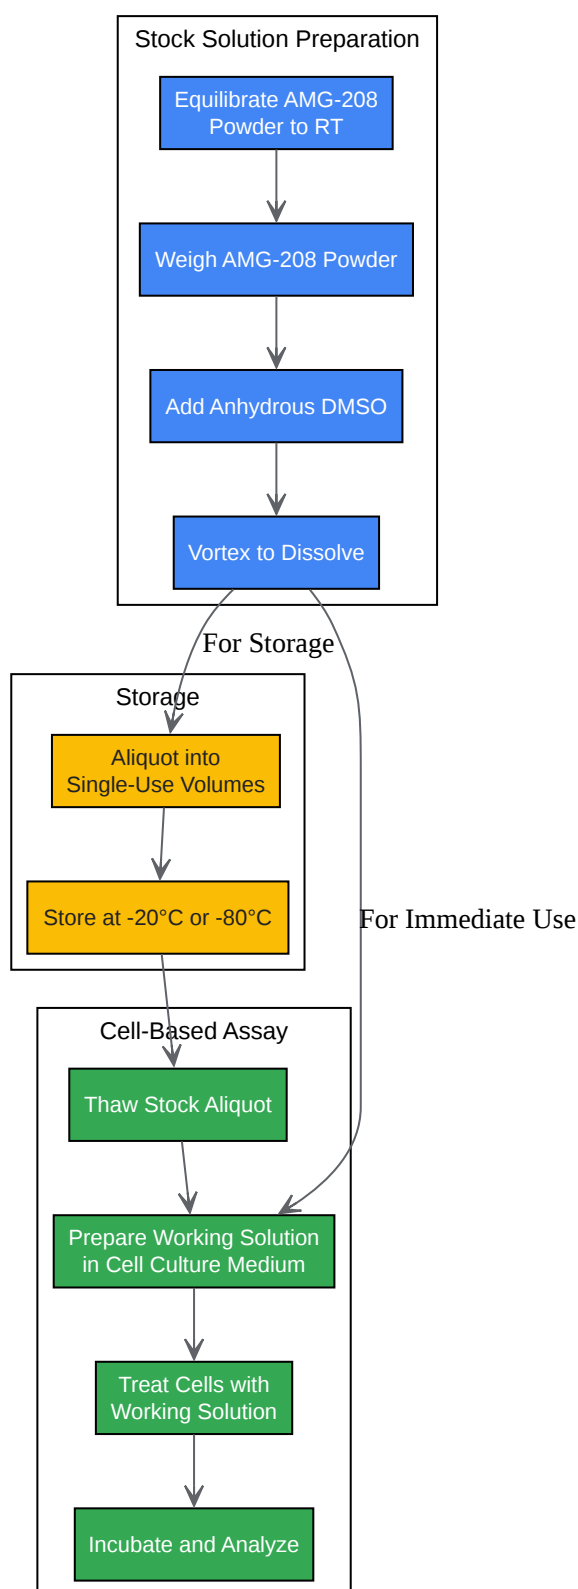 Stock Solution Preparation
Equilibrate AMG-208
Powder to RT
Weigh AMG-208 Powder
Add Anhydrous DMSO
Vortex to Dissolve
For Storage
Storage
Aliquot into
Single-Use Volumes
Store at -20°C or -80°C
For Immediate Use
Cell-Based Assay
Thaw Stock Aliquot
Prepare Working Solution
in Cell Culture Medium
Treat Cells with
Working Solution
Incubate and Analyze